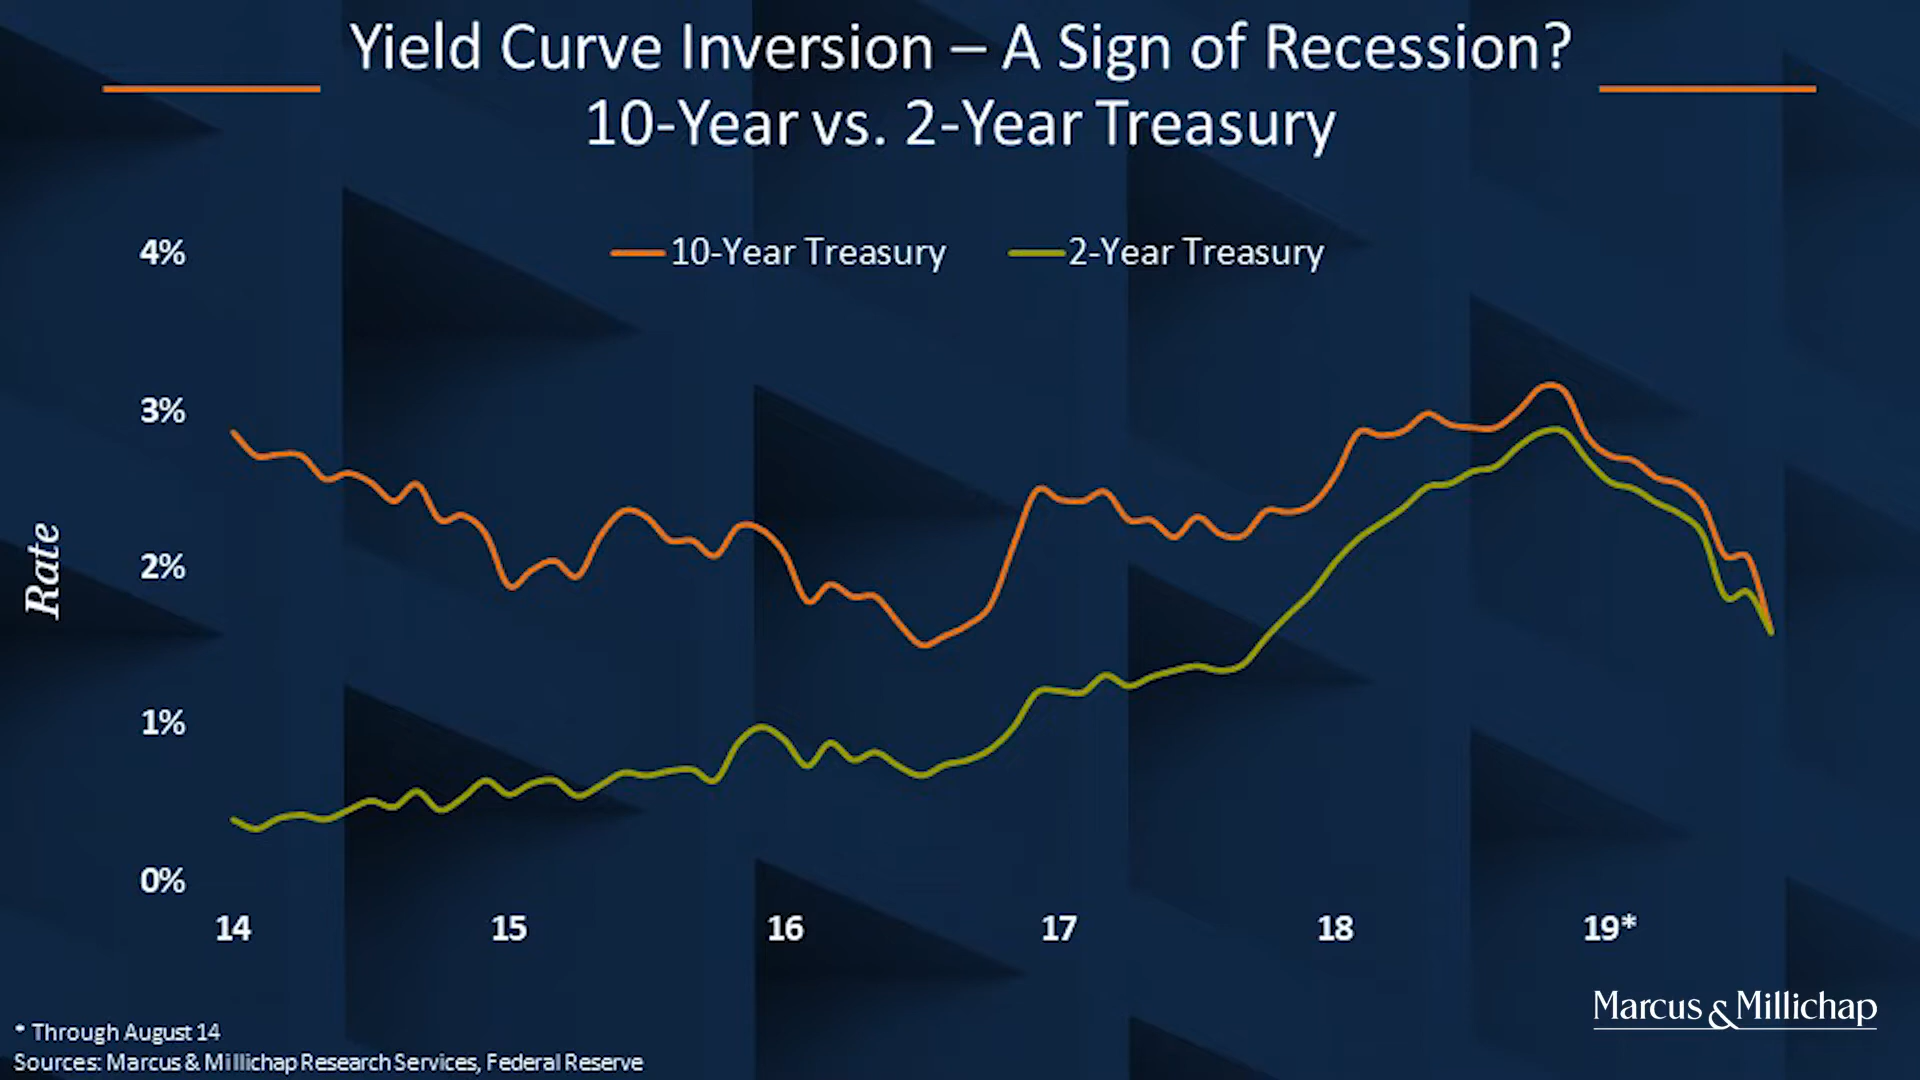 Yield Curve Inversion – A Sign of Recession?
10-Year vs. 2-Year Treasury
10-Year Treasury
2-Year Treasury
4%
3%
2%
1%
0%
Rate
14
15
16
17
18
19*
Marcus & Millichap
* Through August 14
Sources: Marcus & Millichap Research Services, Federal Reserve